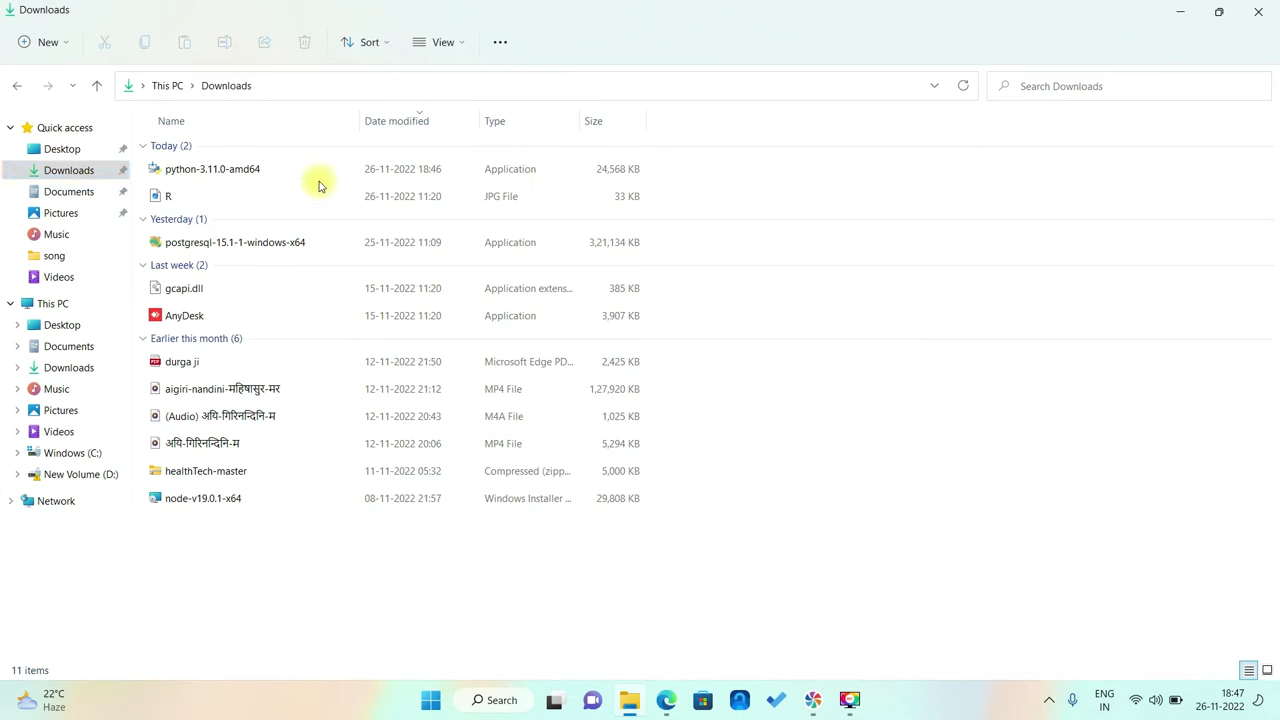 Downloads
New
Sort
View
This PC > Downloads
Search Downloads
Name Date modified Type Size
Quick access
Desktop
Downloads
Documents
Pictures
Music
song
Videos
This PC
Desktop
Documents
Downloads
Music
Pictures
Videos
Windows (C:)
New Volume (D:)
Network
Today (2)
python-3.11.0-amd64 26-11-2022 18:46 Application 24,568 KB
R 26-11-2022 11:20 JPG File 33 KB
Yesterday (1)
postgresql-15.1-1-windows-x64 25-11-2022 11:09 Application 3,21,134 KB
Last week (2)
gcapi.dll 15-11-2022 11:20 Application extens... 385 KB
AnyDesk 15-11-2022 11:20 Application 3,907 KB
Earlier this month (6)
durga ji 12-11-2022 21:50 Microsoft Edge PD... 2,425 KB
aigiri-nandini-महिषासुर-मर 12-11-2022 21:12 MP4 File 1,27,920 KB
(Audio) अयि-गिरिनन्दिनि-म 12-11-2022 20:43 M4A File 1,025 KB
अयि-गिरिनन्दिनि-म 12-11-2022 20:06 MP4 File 5,294 KB
healthTech-master 11-11-2022 05:32 Compressed (zipp... 5,000 KB
node-v19.0.1-x64 08-11-2022 21:57 Windows Installer ... 29,808 KB
11 items
22°C
Haze
Search
ENG
IN
18:47
26-11-2022